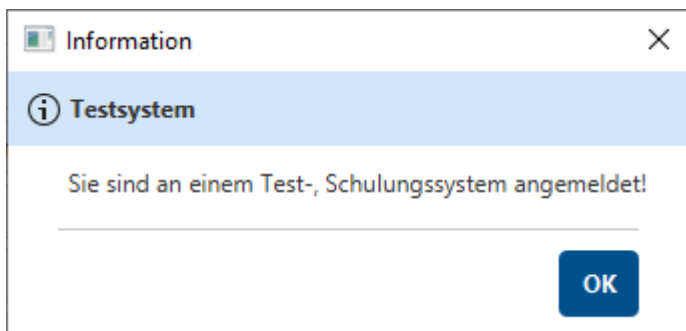 Information
Testsystem
Sie sind an einem Test-, Schulungssystem angemeldet!
OK